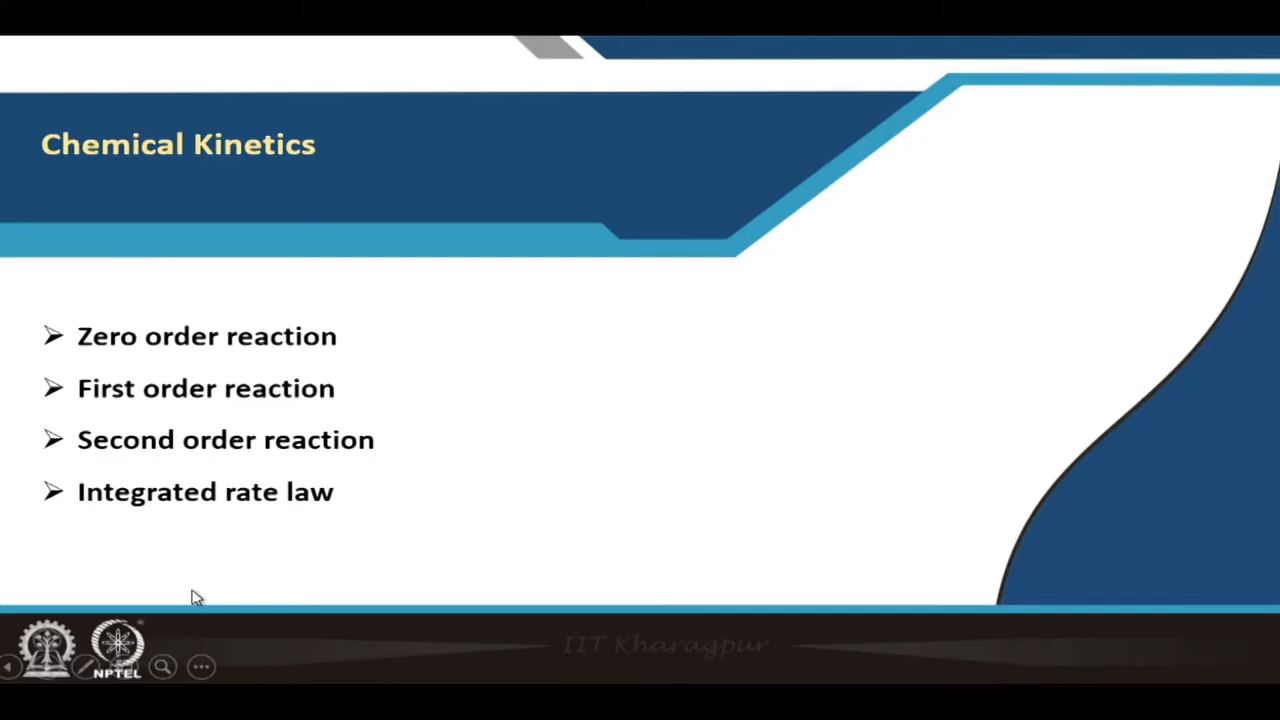 Chemical Kinetics
Zero order reaction
First order reaction
Second order reaction
Integrated rate law
IIT Kharagpur
NPTEL